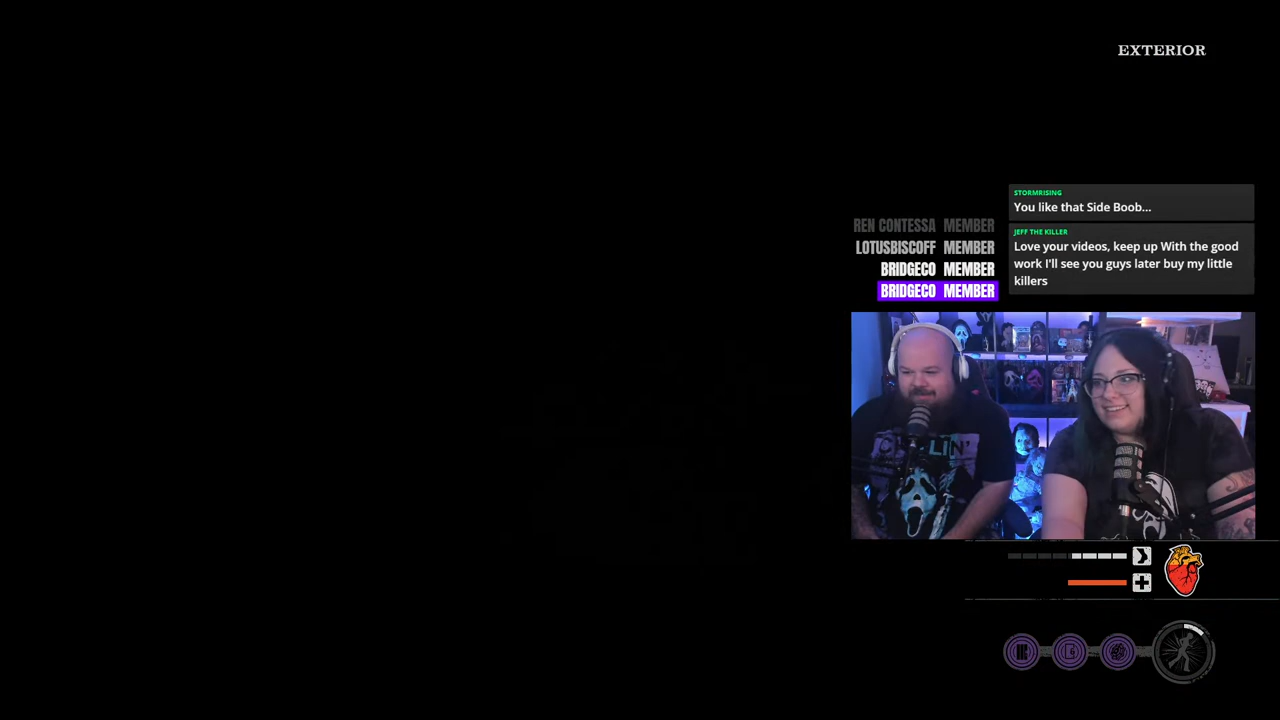 EXTERIOR
STORMRISING
You like that Side Boob...
JEFF THE KILLER
Love your videos, keep up With the good
work I'll see you guys later buy my little
killers
REN CONTESSA MEMBER
LOTUSBISCOFF MEMBER
BRIDGECO MEMBER
BRIDGECO MEMBER